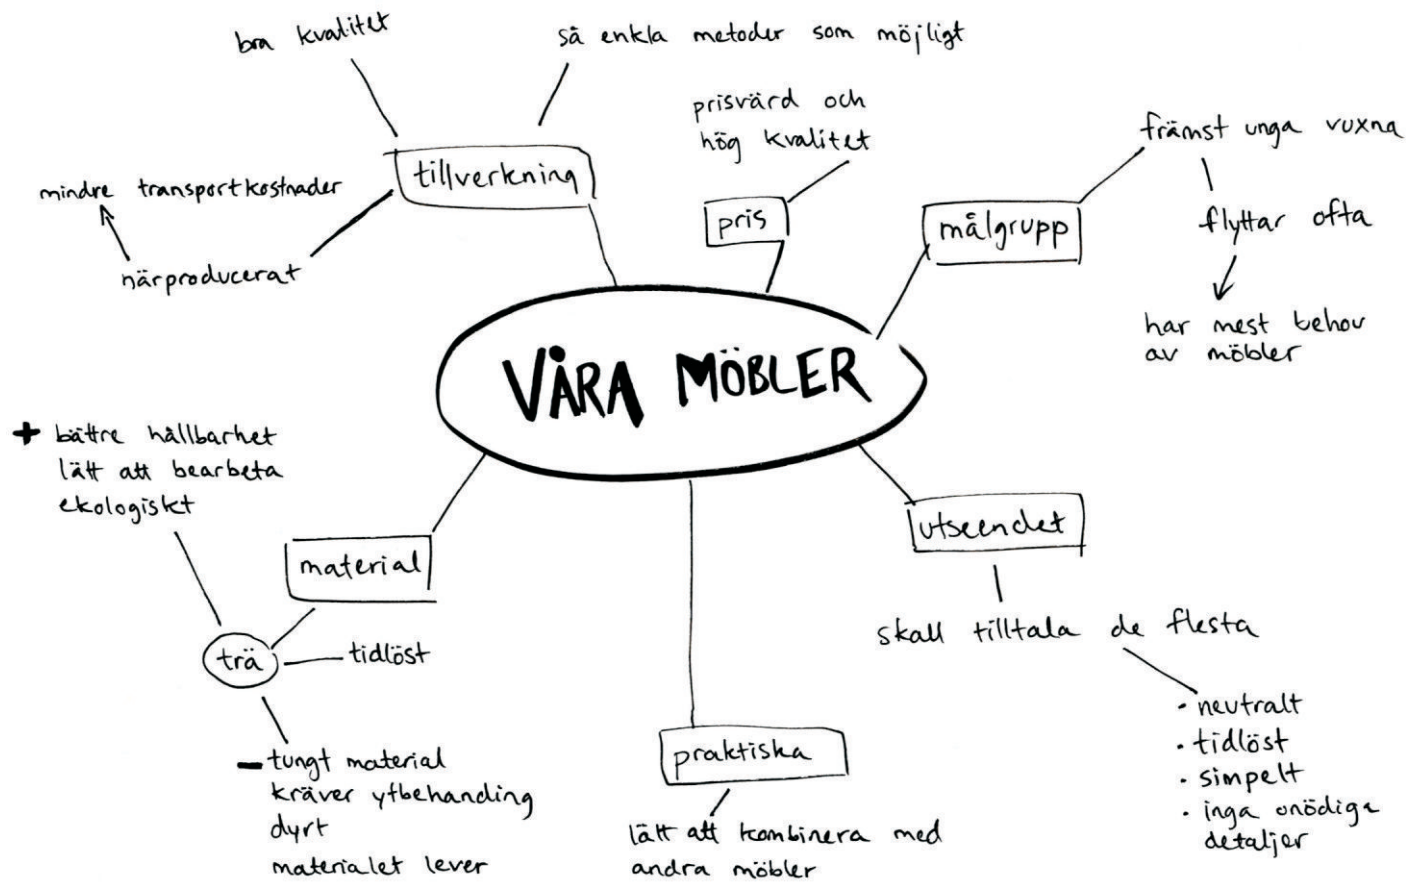 bra kvalitet
så enkla metoder som möjligt
tillverkning
mindre transportkostnader
närproducerat
prisvärd och
hög kvalitet
pris
målgrupp
främst unga vuxna
flyttar ofta
har mest behov
av möbler
VÅRA MÖBLER
+ bättre hållbarhet
lätt att bearbeta
ekologiskt
material
trä
tidlöst
- tungt material
kräver ytbehanding
dyrt
materialet lever
praktiska
lätt att kombinera med
andra möbler
utseendet
skall tilltala de flesta
· neutralt
· tidlöst
· simpelt
· inga onödiga
detaljer